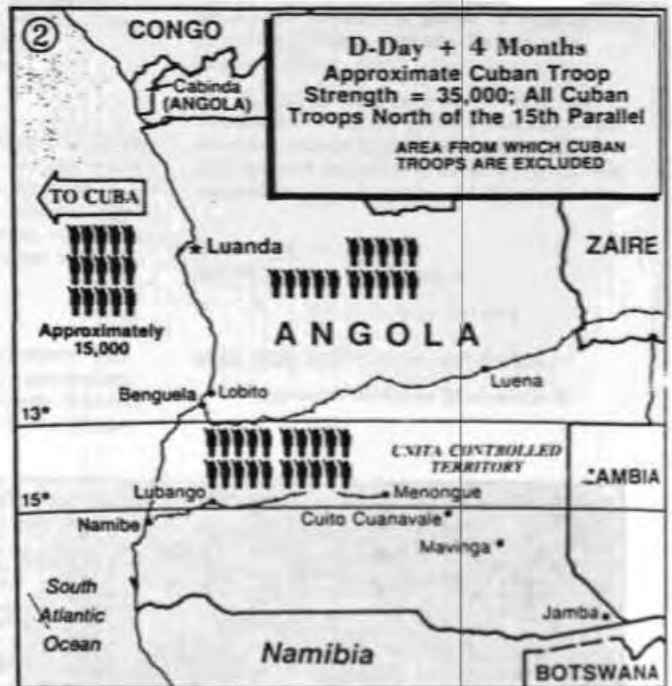 ②
CONGO
Cabinda
(ANGOLA)
D-Day + 4 Months
Approximate Cuban Troop
Strength = 35,000; All Cuban
Troops North of the 15th Parallel
AREA FROM WHICH CUBAN
TROOPS ARE EXCLUDED
TO CUBA
Luanda
ZAIRE
Approximately
15,000
ANGOLA
Luena
Benguela
Lobito
13°
UNITA CONTROLLED
TERRITORY
ZAMBIA
Lubango
Menongue
15°
Namibe
Cuito Cuanavale
Mavinga
South
Atlantic
Ocean
Jamba
Namibia
BOTSWANA